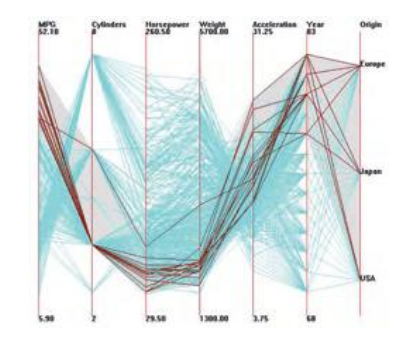 MPG Cylinders Horsepower Weight Acceleration Year Origin
52.10 8 260.50 5700.00 31.25 83
Europe
Japan
USA
5.90 2 29.50 1300.00 3.75 68